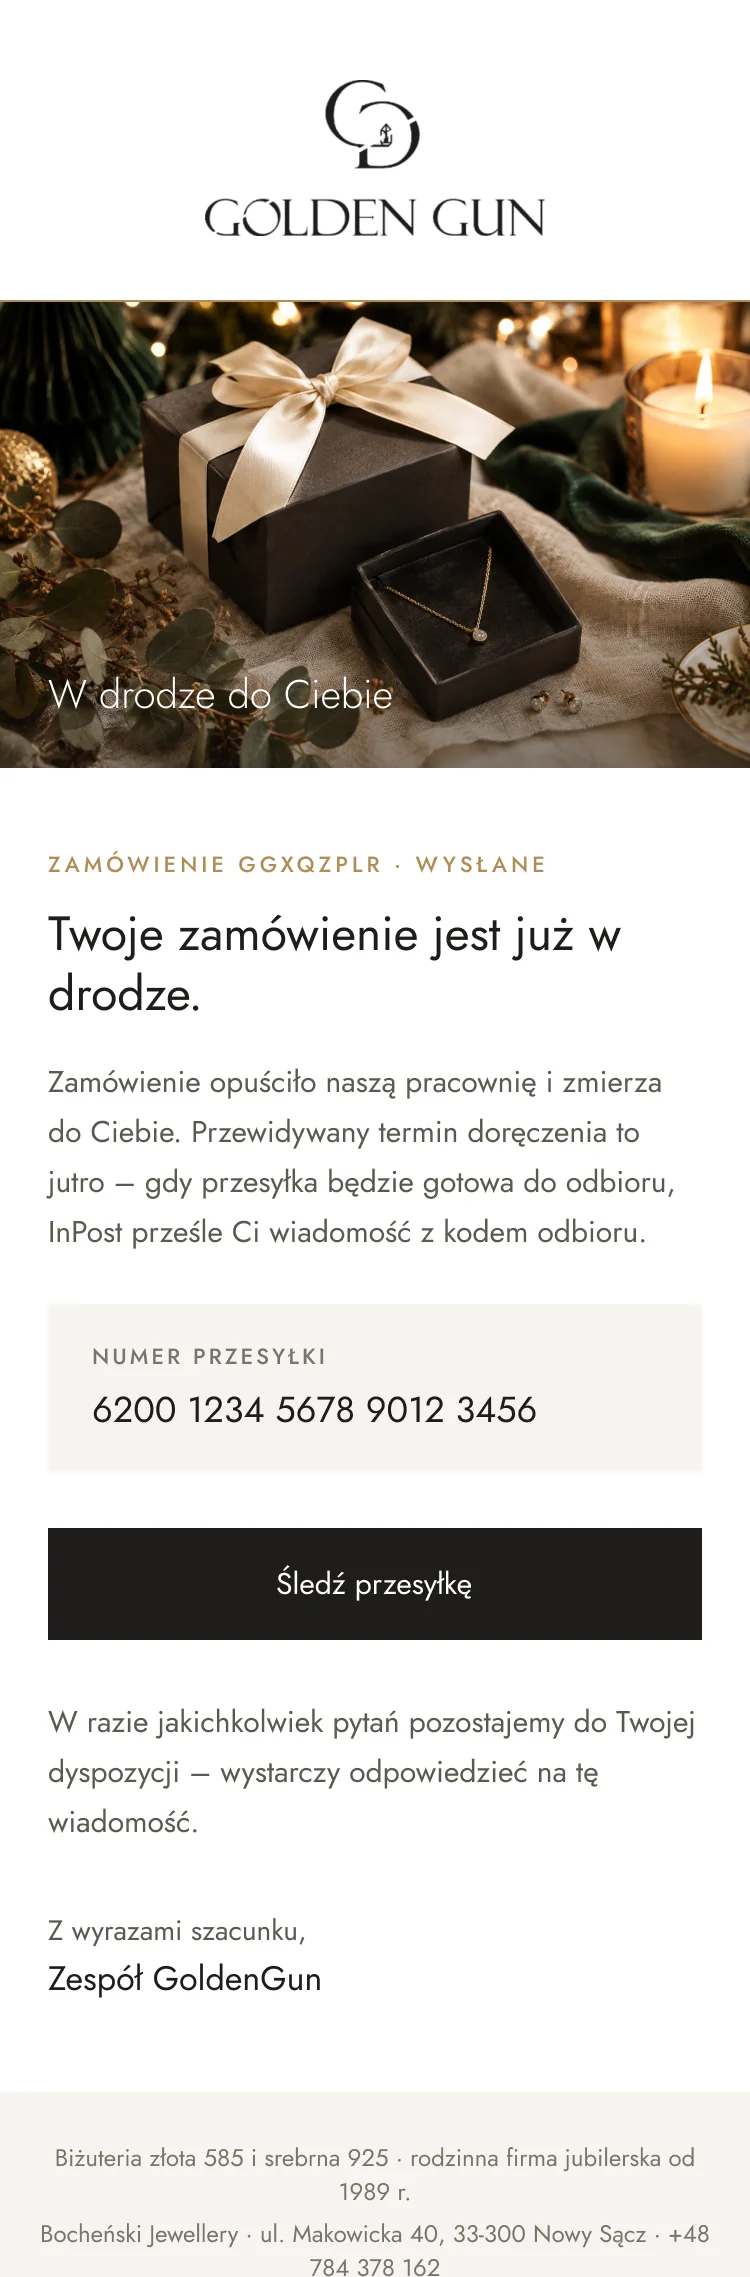 GOLDEN GUN
W drodze do Ciebie
ZAMÓWIENIE GGXQZPLR · WYSŁANE
Twoje zamówienie jest już w
drodze.
Zamówienie opuściło naszą pracownię i zmierza
do Ciebie. Przewidywany termin doręczenia to
jutro – gdy przesyłka będzie gotowa do odbioru,
InPost prześle Ci wiadomość z kodem odbioru.
NUMER PRZESYŁKI
6200 1234 5678 9012 3456
Śledź przesyłkę
W razie jakichkolwiek pytań pozostajemy do Twojej
dyspozycji – wystarczy odpowiedzieć na tę
wiadomość.
Z wyrazami szacunku,
Zespół GoldenGun
Biżuteria złota 585 i srebrna 925 · rodzinna firma jubilerska od
1989 r.
Bocheński Jewellery · ul. Makowicka 40, 33-300 Nowy Sącz · +48
784 378 162